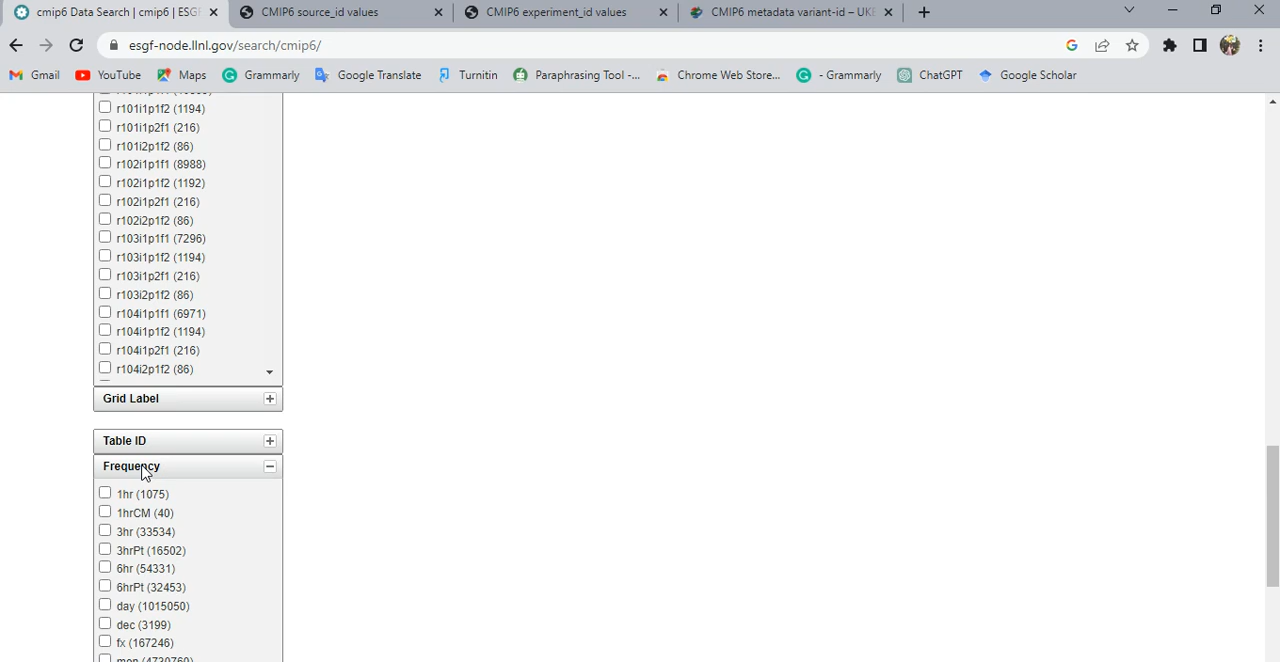 cmip6 Data Search | cmip6 | ESGF
CMIP6 source_id values
CMIP6 experiment_id values
CMIP6 metadata variant-id – UKE
esgf-node.llnl.gov/search/cmip6/
Gmail YouTube Maps Grammarly Google Translate Turnitin Paraphrasing Tool -... Chrome Web Store... - Grammarly ChatGPT Google Scholar
r101i1p1f2 (1194)
r101i1p2f1 (216)
r101i2p1f2 (86)
r102i1p1f1 (8988)
r102i1p1f2 (1192)
r102i1p2f1 (216)
r102i2p1f2 (86)
r103i1p1f1 (7296)
r103i1p1f2 (1194)
r103i1p2f1 (216)
r103i2p1f2 (86)
r104i1p1f1 (6971)
r104i1p1f2 (1194)
r104i1p2f1 (216)
r104i2p1f2 (86)
Grid Label
Table ID
Frequency
1hr (1075)
1hrCM (40)
3hr (33534)
3hrPt (16502)
6hr (54331)
6hrPt (32453)
day (1015050)
dec (3199)
fx (167246)
mon (4730760)